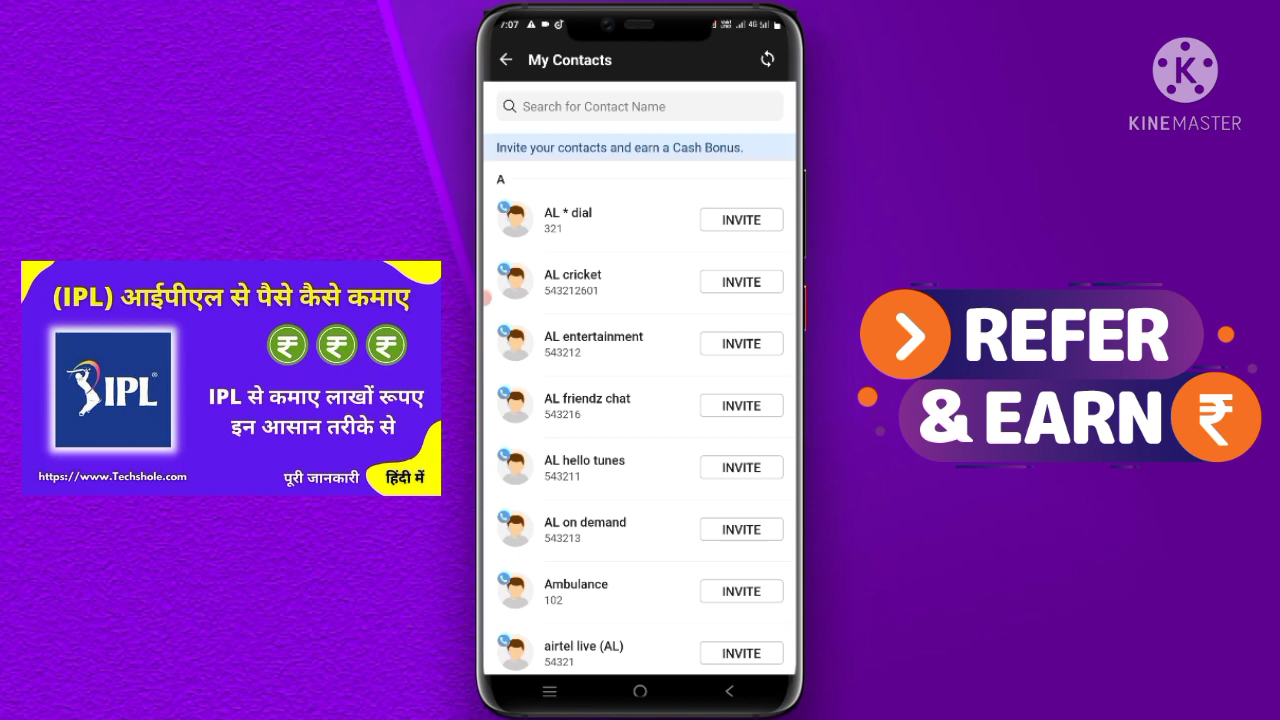 7:07
4G
My Contacts
Search for Contact Name
Invite your contacts and earn a Cash Bonus.
A
AL * dial
321
INVITE
AL cricket
543212601
INVITE
AL entertainment
543212
INVITE
AL friendz chat
543216
INVITE
AL hello tunes
543211
INVITE
AL on demand
543213
INVITE
Ambulance
102
INVITE
airtel live (AL)
54321
INVITE
(IPL) आईपीएल से पैसे कैसे कमाए
₹ ₹ ₹
IPL
IPL से कमाए लाखों रूपए
इन आसान तरीके से
https://www.Techshole.com
पूरी जानकारी हिंदी में
K
KINEMASTER
REFER
& EARN ₹